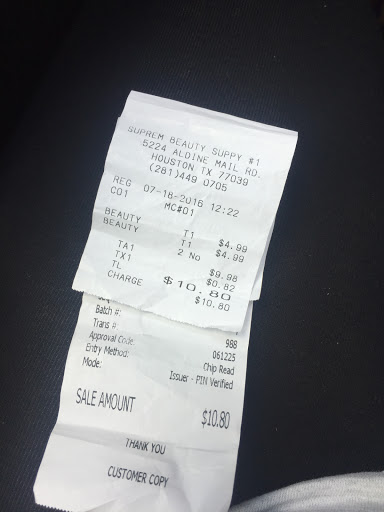 SUPREM BEAUTY SUPPY #1
5224 ALDINE MAIL RD.
HOUSTON TX 77039
(281)449 0705
REG 07-18-2016 12:22
C01 MC#01
BEAUTY T1 $4.99
BEAUTY T1 $4.99
2 No
TA1 $9.98
TX1 $0.82
TL $10.80
CHARGE $10.80
Batch #: 988
Trans #: 061225
Approval Code:
Entry Method: Chip Read
Mode: Issuer - PIN Verified
SALE AMOUNT $10.80
THANK YOU
CUSTOMER COPY